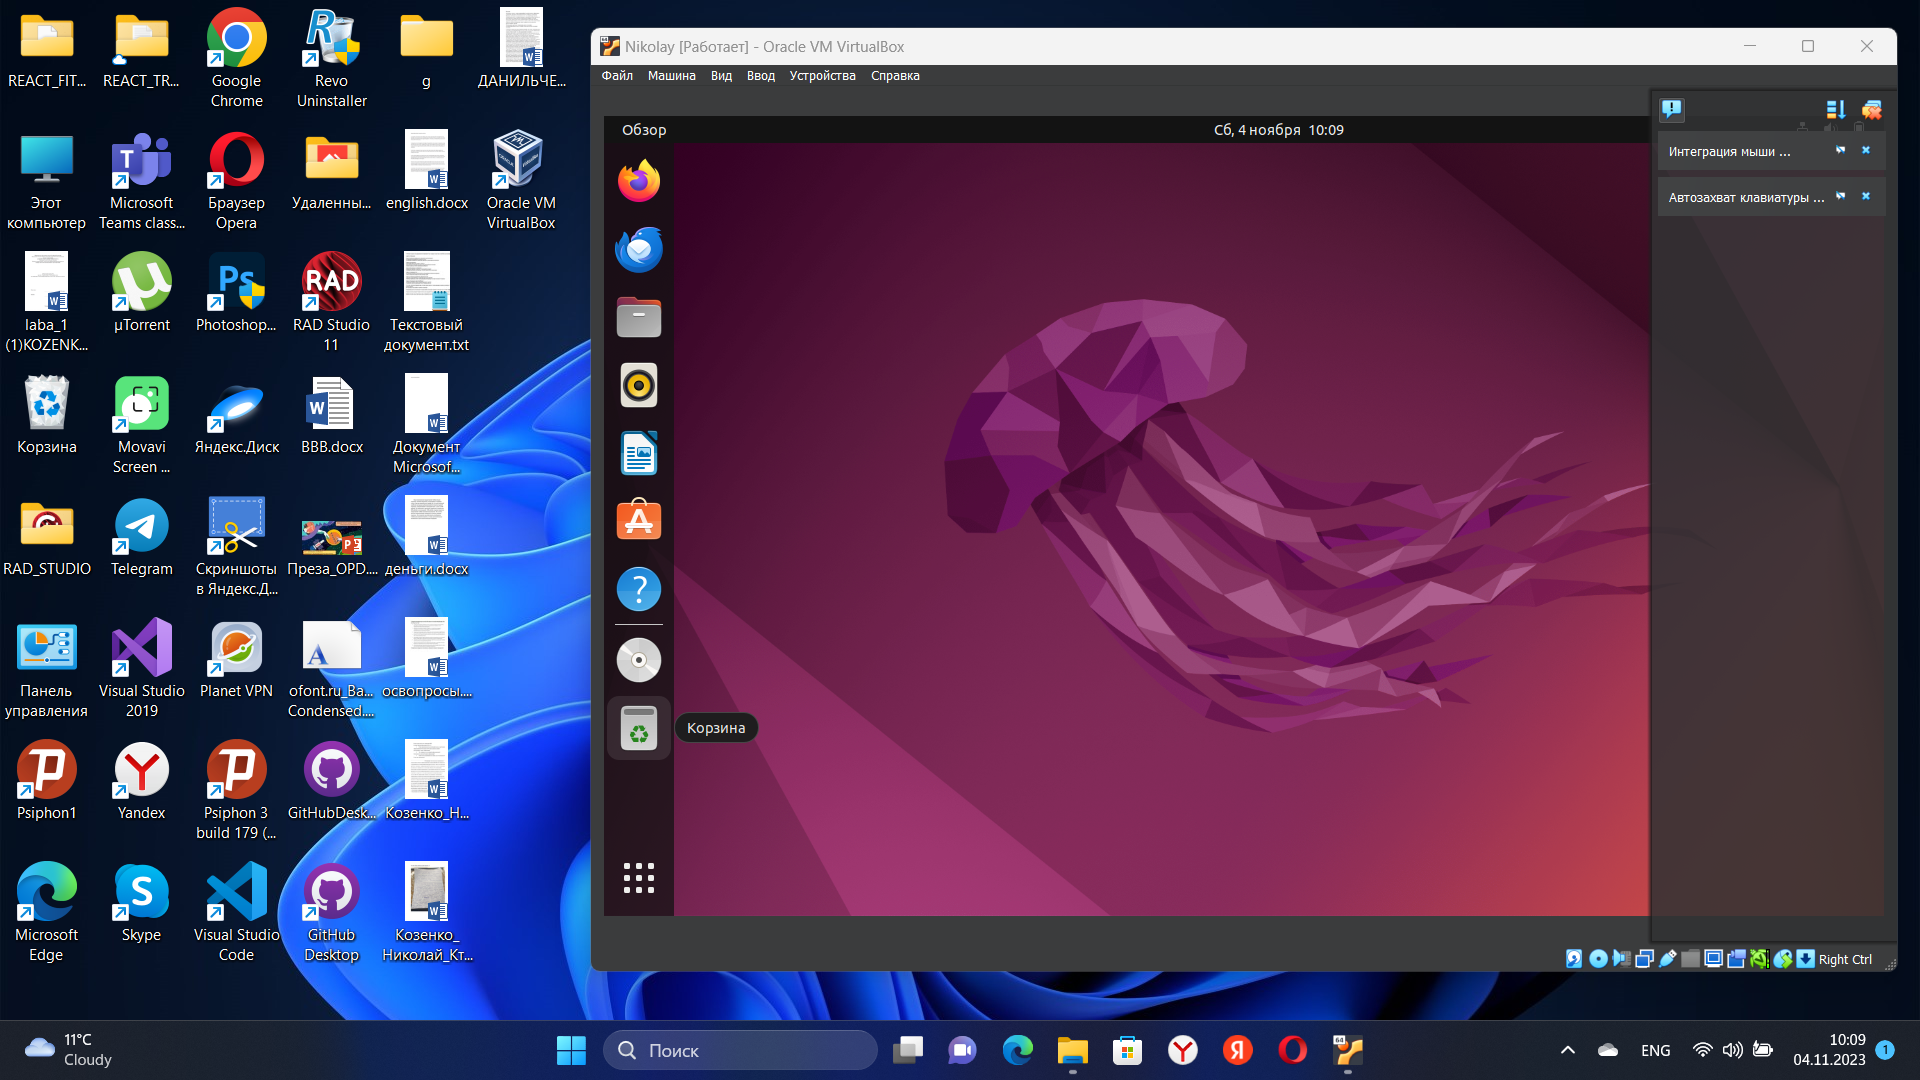 REACT_FIT...
REACT_TR...
Google
Chrome
Revo
Uninstaller
g
ДАНИЛЬЧЕ...
Этот
компьютер
Microsoft
Teams class...
Браузер
Opera
Удаленны...
english.docx
Oracle VM
VirtualBox
laba_1
(1)KOZENK...
µTorrent
Photoshop...
RAD Studio
11
Текстовый
документ.txt
Корзина
Movavi
Screen ...
Яндекс.Диск
BBB.docx
Документ
Microsof...
RAD_STUDIO
Telegram
Скриншоты
в Яндекс.Д...
Преза_OPD....
деньги.docx
Панель
управления
Visual Studio
2019
Planet VPN
ofont.ru_Ba...
Condensed....
освопросы....
Psiphon1
Yandex
Psiphon 3
build 179 (...
GitHubDesk...
Козенко_Н...
Microsoft
Edge
Skype
Visual Studio
Code
GitHub
Desktop
Козенко_
Николай_Кт...
Nikolay [Работает] - Oracle VM VirtualBox
Файл Машина Вид Ввод Устройства Справка
Обзор
Сб, 4 ноября 10:09
Интеграция мыши ...
Автозахват клавиатуры ...
Корзина
Right Ctrl
11°C
Cloudy
Поиск
ENG
10:09
04.11.2023
1